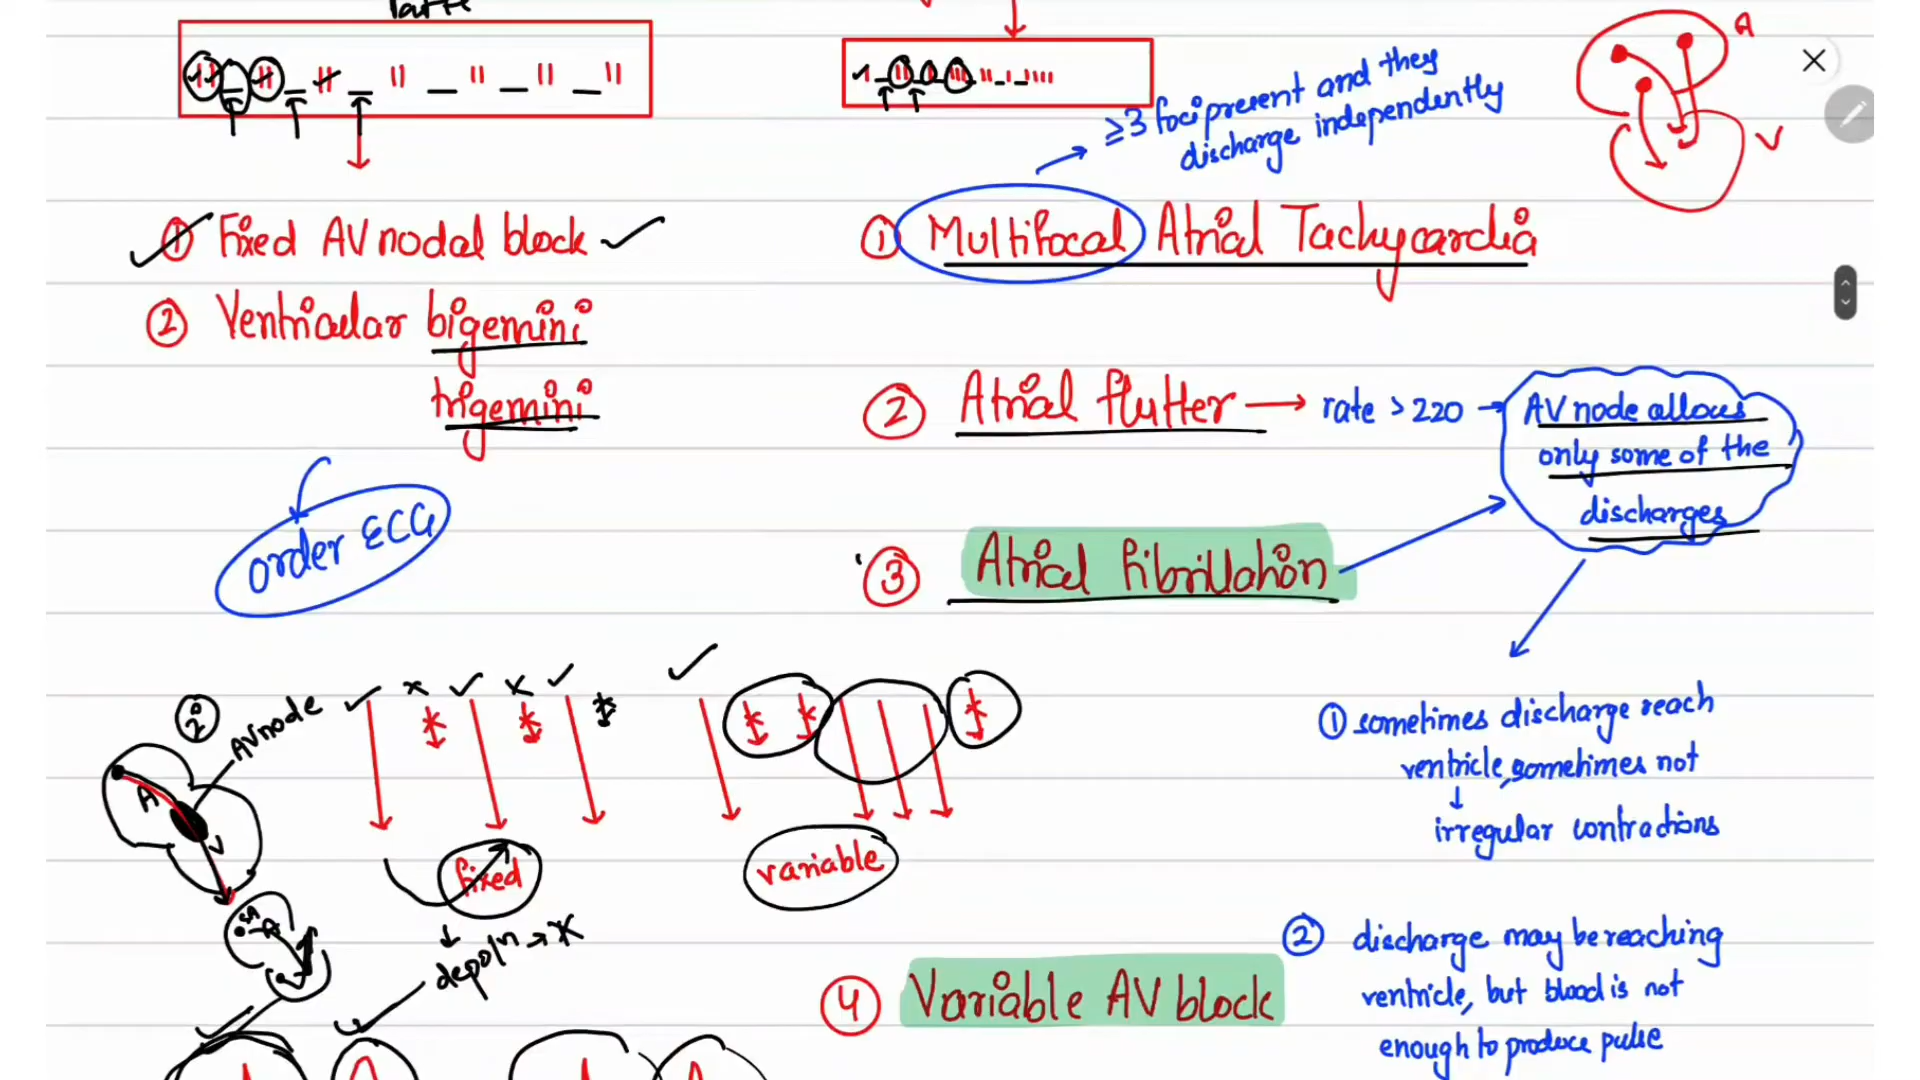 A
V
≥3 foci present and they
discharge independently
① Fixed AV nodal block
② Ventricular bigemini
trigemini
order ECG
① Multifocal Atrial Tachycardia
② Atrial flutter → rate > 220 → AV node allows
only some of the
discharges
③ Atrial fibrillation
① sometimes discharge reach
ventricle, sometimes not
↓
irregular contractions
② AV node
A
V
fixed
variable
SA
A
④ Variable AV block
② discharge may be reaching
ventricle, but blood is not
enough to produce pulse